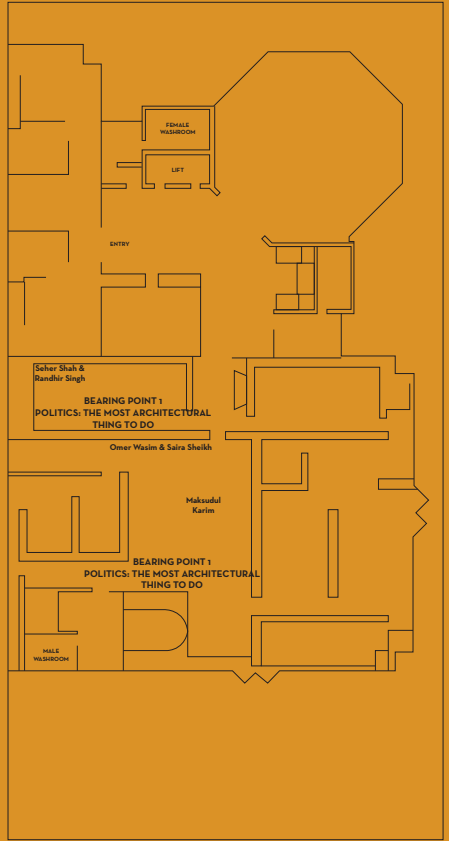 FEMALE
WASHROOM
LIFT
ENTRY
Seher Shah &
Randhir Singh
BEARING POINT 1
POLITICS: THE MOST ARCHITECTURAL
THING TO DO
Omer Wasim & Saira Sheikh
Maksudul
Karim
BEARING POINT 1
POLITICS: THE MOST ARCHITECTURAL
THING TO DO
MALE
WASHROOM